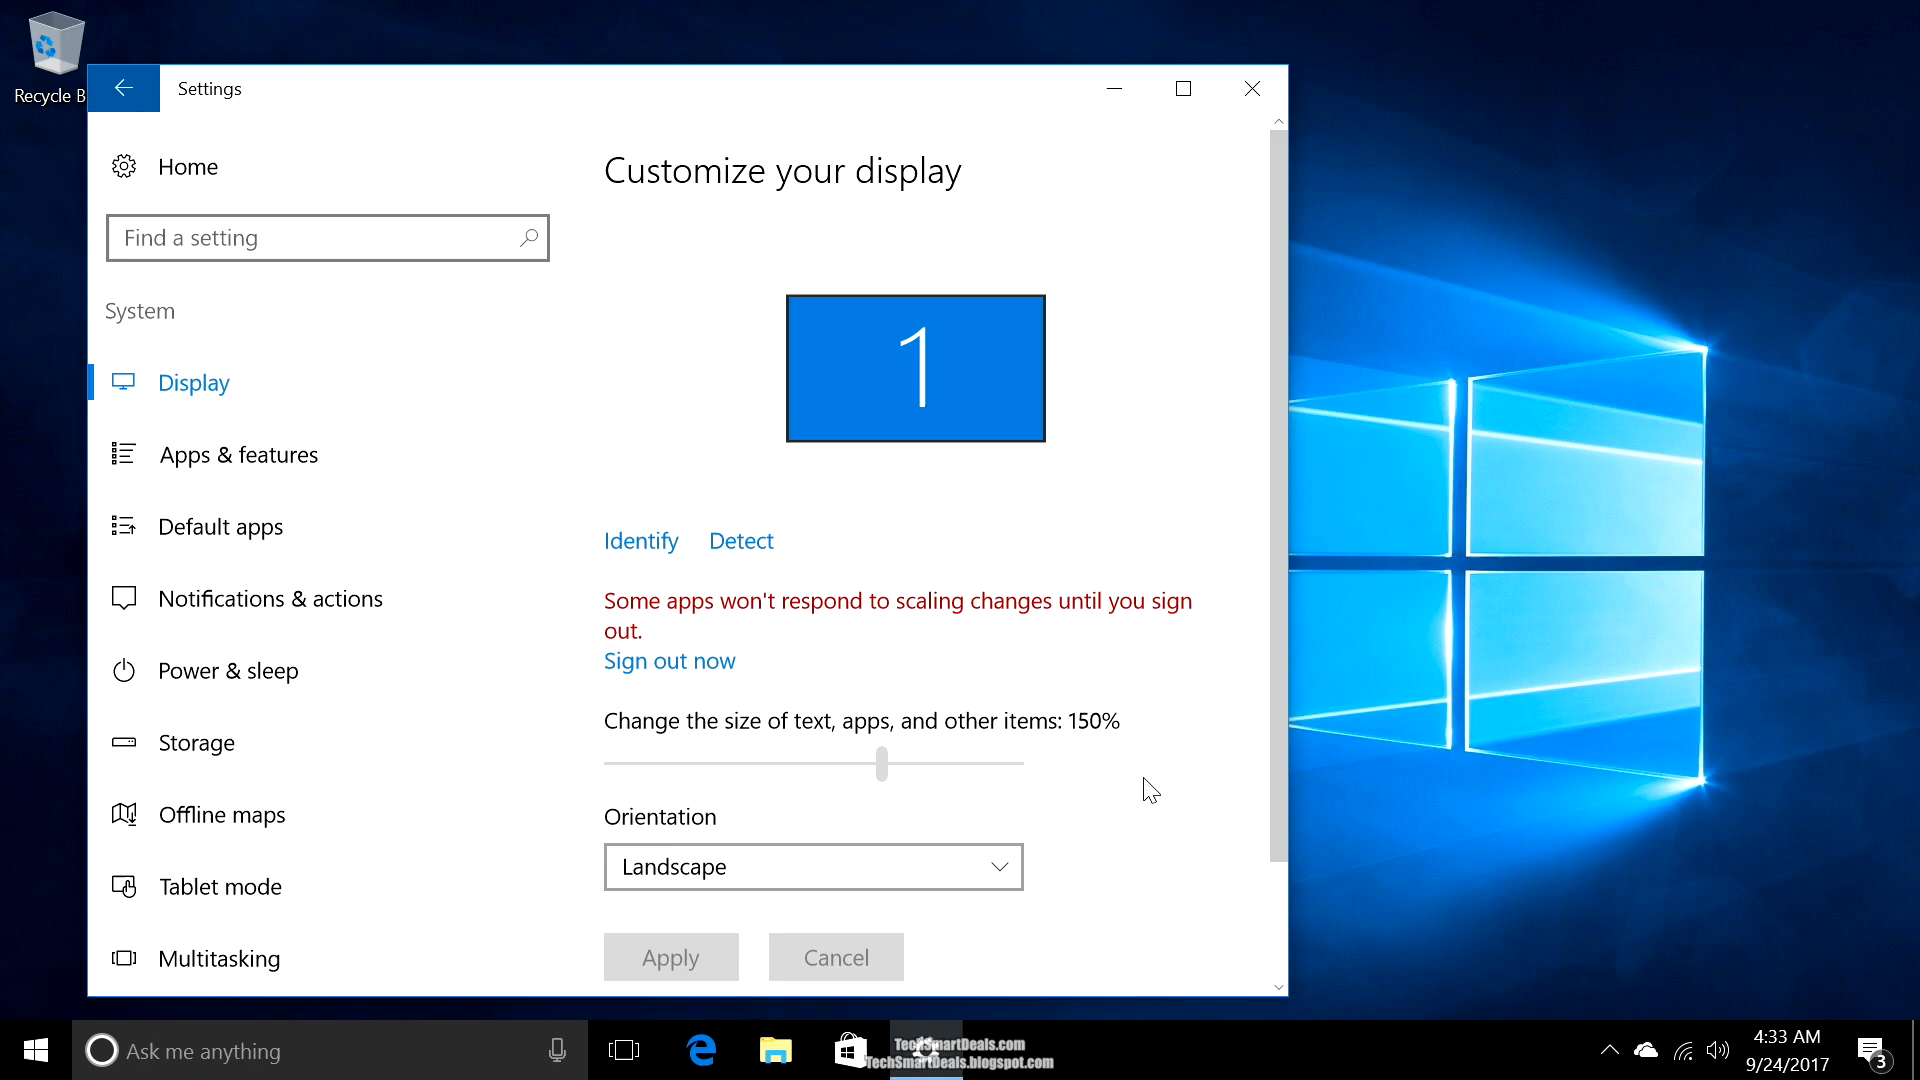 Recycle B
Settings
Home
Find a setting
System
Display
Apps & features
Default apps
Notifications & actions
Power & sleep
Storage
Offline maps
Tablet mode
Multitasking
Customize your display
1
Identify Detect
Some apps won't respond to scaling changes until you sign
out.
Sign out now
Change the size of text, apps, and other items: 150%
Orientation
Landscape
Apply Cancel
Ask me anything
TechSmartDeals.com
TechSmartDeals.blogspot.com
4:33 AM
9/24/2017
3